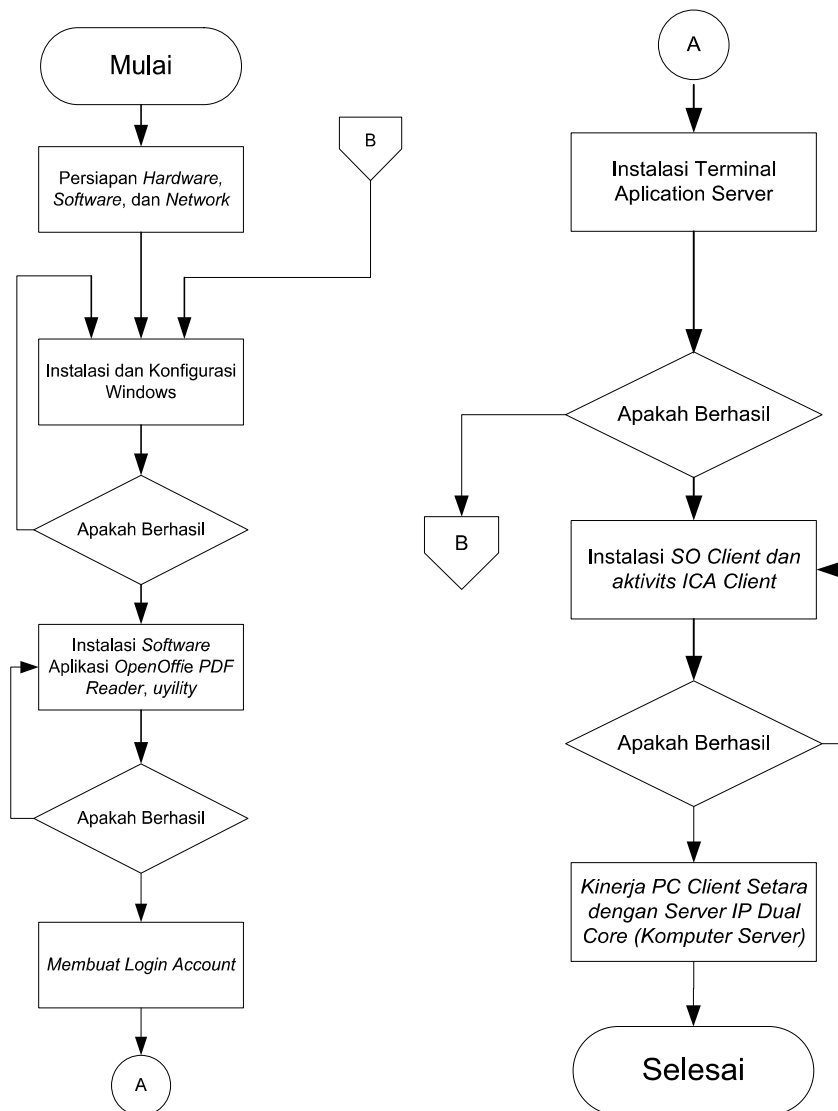 Mulai
Persiapan Hardware,
Software, dan Network
B
Instalasi dan Konfigurasi
Windows
Apakah Berhasil
Instalasi Software
Aplikasi OpenOffie PDF
Reader, uyility
Apakah Berhasil
Membuat Login Account
A
A
Instalasi Terminal
Aplication Server
Apakah Berhasil
B
Instalasi SO Client dan
aktivits ICA Client
Apakah Berhasil
Kinerja PC Client Setara
dengan Server IP Dual
Core (Komputer Server)
Selesai